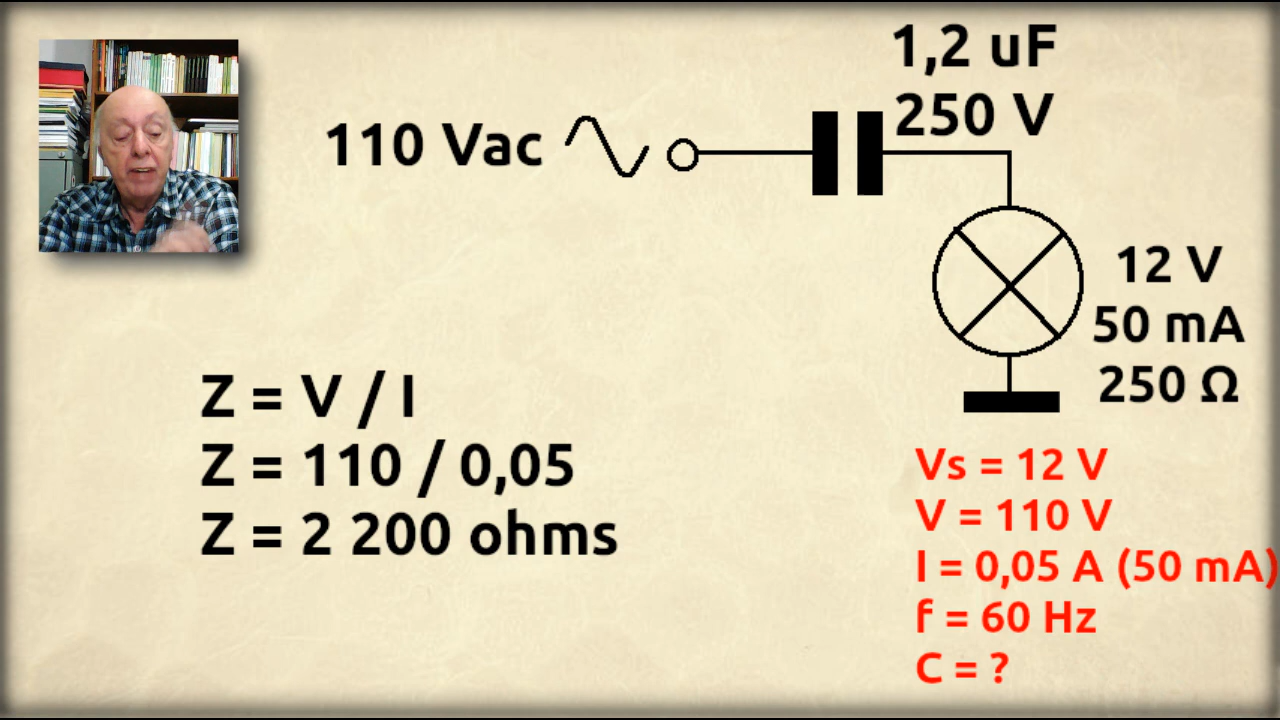 1,2 uF
250 V
110 Vac
12 V
50 mA
250 Ω
Z = V / I
Z = 110 / 0,05
Z = 2 200 ohms
Vs = 12 V
V = 110 V
I = 0,05 A (50 mA)
f = 60 Hz
C = ?